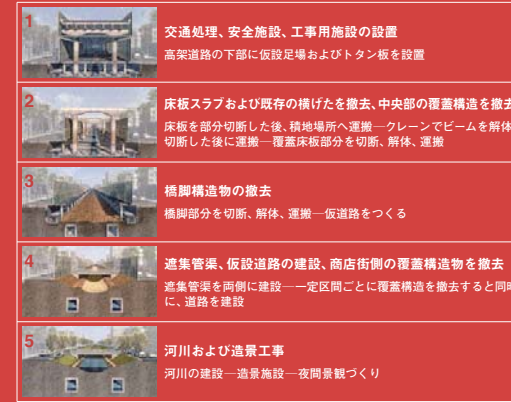 1
交通処理、安全施設、工事用施設の設置
高架道路の下部に仮設足場およびトタン板を設置
2
床板スラブおよび既存の横げたを撤去、中央部の覆蓋構造を撤去
床板を部分切断した後、積地場所へ運搬―クレーンでビームを解体
切断した後に運搬―覆蓋床板部分を切断、解体、運搬
3
橋脚構造物の撤去
橋脚部分を切断、解体、運搬―仮道路をつくる
4
遮集管渠、仮設道路の建設、商店街側の覆蓋構造物を撤去
遮集管渠を両側に建設―一定区間ごとに覆蓋構造を撤去すると同時
に、道路を建設
5
河川および造景工事
河川の建設―造景施設―夜間景観づくり